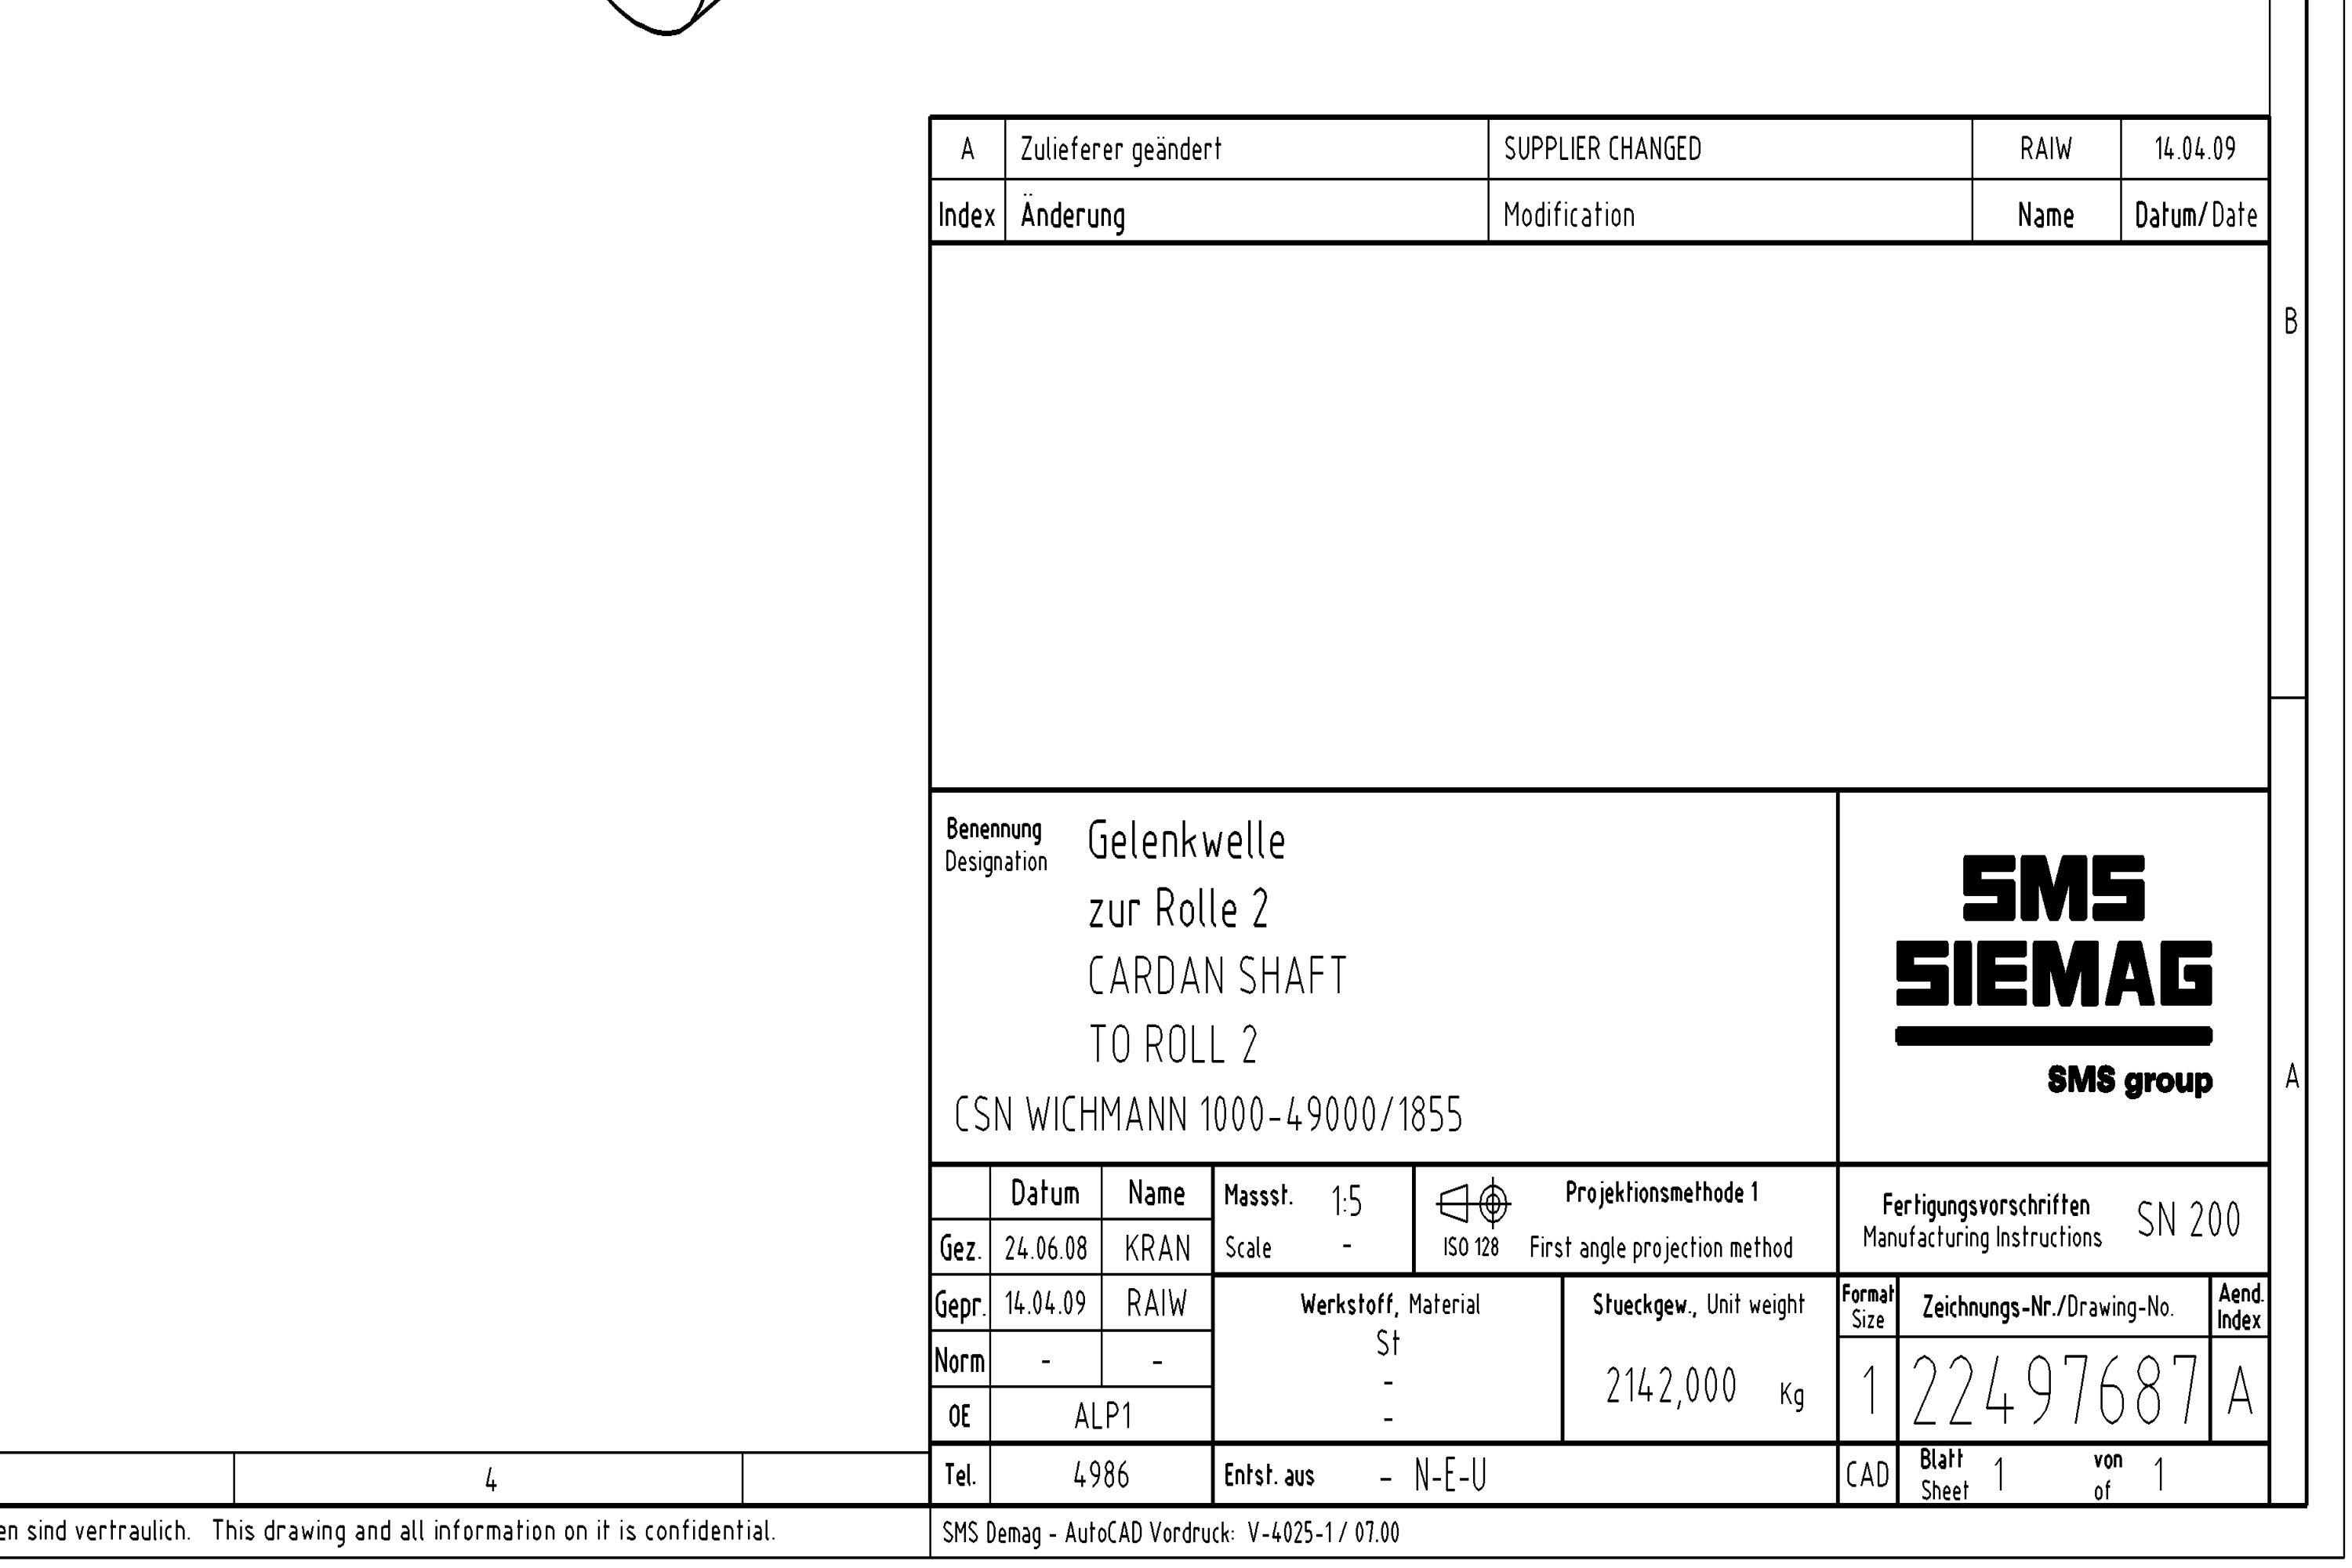 A Zulieferer geändert SUPPLIER CHANGED RAIW 14.04.09
Index Änderung Modification Name Datum/Date
B
Benennung
Designation
Gelenkwelle
zur Rolle 2
CARDAN SHAFT
TO ROLL 2
CSN WICHMANN 1000-49000/1855
SMS
SIEMAG
SMS group
A
Datum Name
Gez. 24.06.08 KRAN
Gepr. 14.04.09 RAIW
Norm - -
OE ALP1
Tel. 4986
Massst. 1:5
Scale -
ISO 128
Projektionsmethode 1
First angle projection method
Fertigungsvorschriften
Manufacturing Instructions
SN 200
Werkstoff, Material
St
-
-
Stueckgew., Unit weight
2142,000 Kg
Format
Size
1
Zeichnungs-Nr./Drawing-No.
22497687
Aend.
Index
A
Entst. aus - N-E-U
CAD
Blatt 1 von 1
Sheet of
4
en sind vertraulich. This drawing and all information on it is confidential.
SMS Demag - AutoCAD Vordruck: V-4025-1 / 07.00